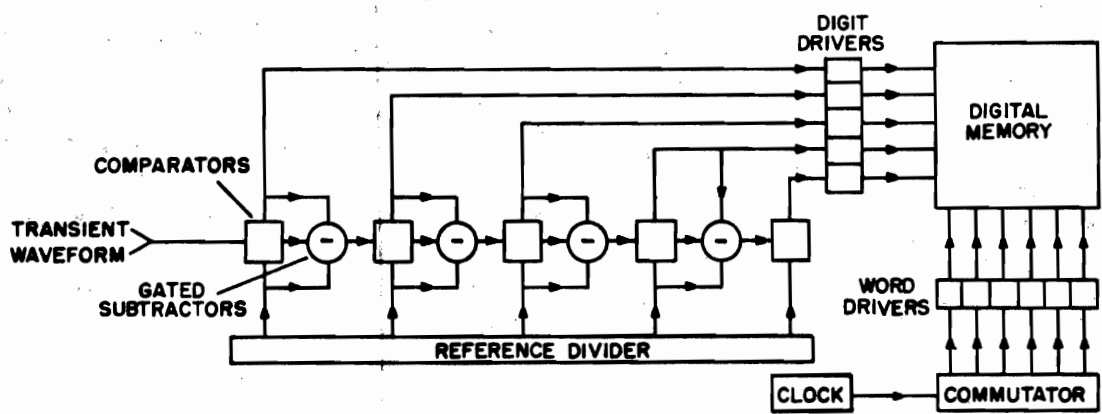 DIGIT
DRIVERS
DIGITAL
MEMORY
COMPARATORS
TRANSIENT
WAVEFORM
GATED
SUBTRACTORS
-
-
-
-
WORD
DRIVERS
REFERENCE DIVIDER
CLOCK
COMMUTATOR